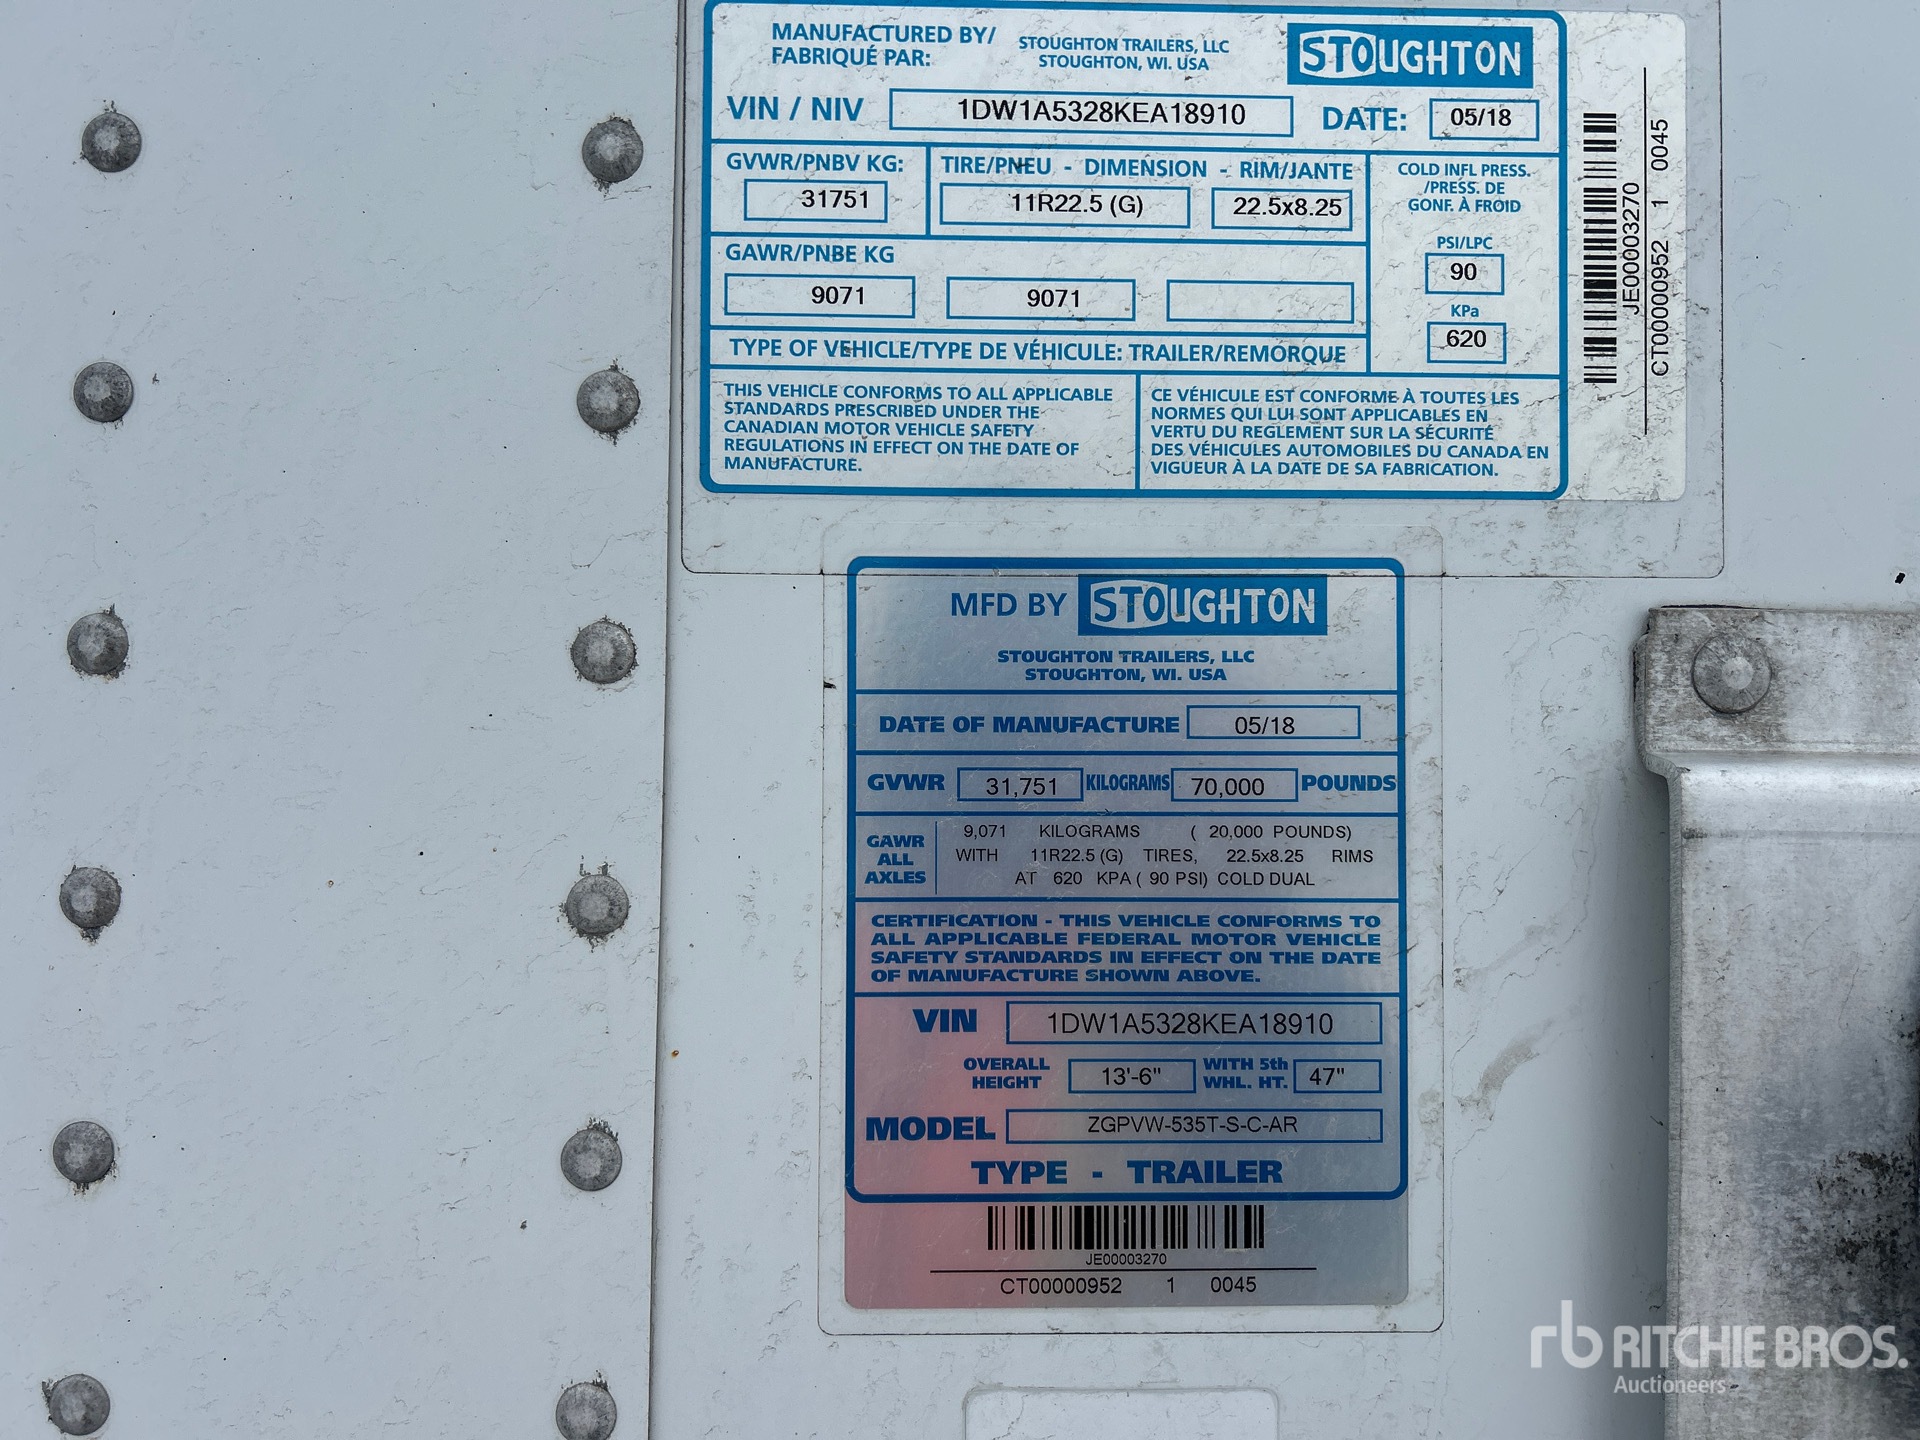 MANUFACTURED BY/
FABRIQUÉ PAR:
STOUGHTON TRAILERS, LLC
STOUGHTON, WI. USA
STOUGHTON
VIN / NIV 1DW1A5328KEA18910 DATE: 05/18
GVWR/PNBV KG:
31751
TIRE/PNEU - DIMENSION - RIM/JANTE
11R22.5 (G) 22.5x8.25
COLD INFL PRESS.
/PRESS. DE
GONF. À FROID
PSI/LPC
90
KPa
620
GAWR/PNBE KG
9071 9071
TYPE OF VEHICLE/TYPE DE VÉHICULE: TRAILER/REMORQUE
THIS VEHICLE CONFORMS TO ALL APPLICABLE
STANDARDS PRESCRIBED UNDER THE
CANADIAN MOTOR VEHICLE SAFETY
REGULATIONS IN EFFECT ON THE DATE OF
MANUFACTURE.
CE VÉHICULE EST CONFORME À TOUTES LES
NORMES QUI LUI SONT APPLICABLES EN
VERTU DU REGLEMENT SUR LA SÉCURITÉ
DES VÉHICULES AUTOMOBILES DU CANADA EN
VIGUEUR À LA DATE DE SA FABRICATION.
JE00003270
CT00000952 1 0045
MFD BY STOUGHTON
STOUGHTON TRAILERS, LLC
STOUGHTON, WI. USA
DATE OF MANUFACTURE 05/18
GVWR 31,751 KILOGRAMS 70,000 POUNDS
GAWR
ALL
AXLES
9,071 KILOGRAMS ( 20,000 POUNDS)
WITH 11R22.5 (G) TIRES, 22.5x8.25 RIMS
AT 620 KPA ( 90 PSI) COLD DUAL
CERTIFICATION - THIS VEHICLE CONFORMS TO
ALL APPLICABLE FEDERAL MOTOR VEHICLE
SAFETY STANDARDS IN EFFECT ON THE DATE
OF MANUFACTURE SHOWN ABOVE.
VIN 1DW1A5328KEA18910
OVERALL
HEIGHT
13'-6"
WITH 5th
WHL. HT.
47"
MODEL ZGPVW-535T-S-C-AR
TYPE - TRAILER
JE00003270
CT00000952 1 0045
rb RITCHIE BROS.
Auctioneers